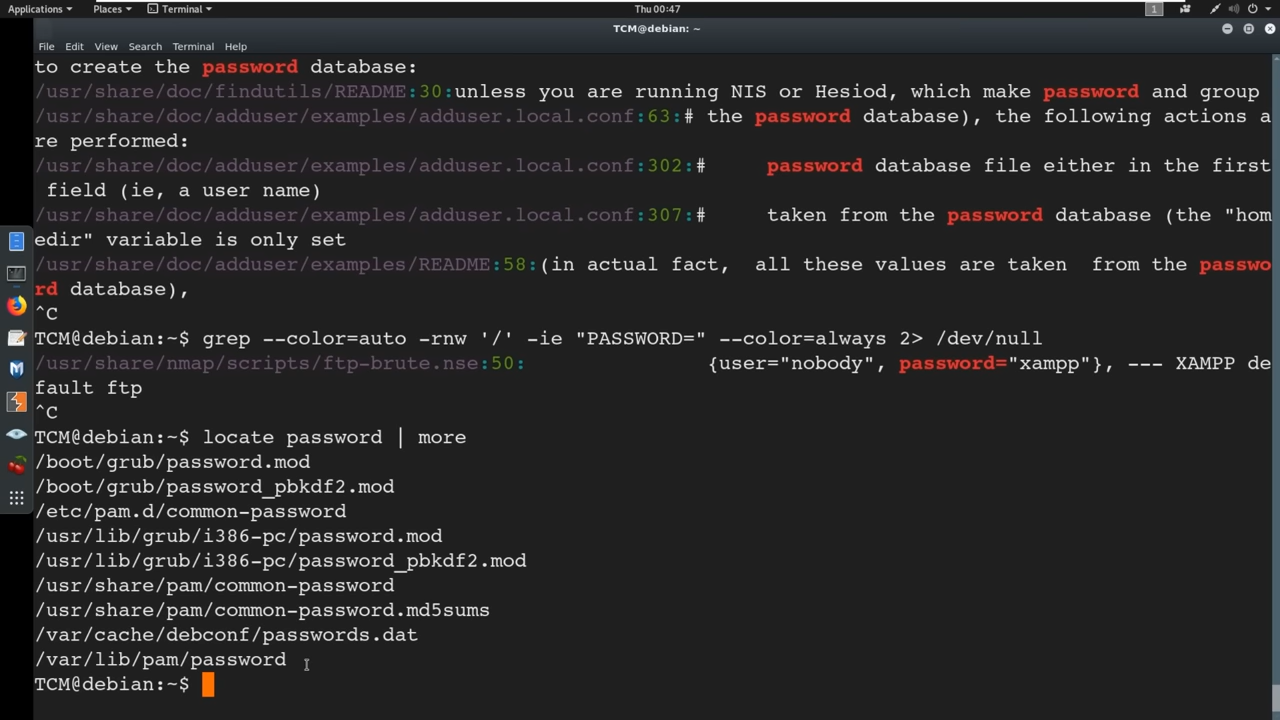 Applications Places Terminal Thu 00:47 1
TCM@debian: ~
File Edit View Search Terminal Help
to create the password database:
/usr/share/doc/findutils/README:30:unless you are running NIS or Hesiod, which make password and group
/usr/share/doc/adduser/examples/adduser.local.conf:63:# the password database), the following actions a
re performed:
/usr/share/doc/adduser/examples/adduser.local.conf:302:#     password database file either in the first
 field (ie, a user name)
/usr/share/doc/adduser/examples/adduser.local.conf:307:#     taken from the password database (the "hom
edir" variable is only set
/usr/share/doc/adduser/examples/README:58:(in actual fact,  all these values are taken  from the passwo
rd database),
^C
TCM@debian:~$ grep --color=auto -rnw '/' -ie "PASSWORD=" --color=always 2> /dev/null
/usr/share/nmap/scripts/ftp-brute.nse:50:               {user="nobody", password="xampp"}, --- XAMPP de
fault ftp
^C
TCM@debian:~$ locate password | more
/boot/grub/password.mod
/boot/grub/password_pbkdf2.mod
/etc/pam.d/common-password
/usr/lib/grub/i386-pc/password.mod
/usr/lib/grub/i386-pc/password_pbkdf2.mod
/usr/share/pam/common-password
/usr/share/pam/common-password.md5sums
/var/cache/debconf/passwords.dat
/var/lib/pam/password
TCM@debian:~$